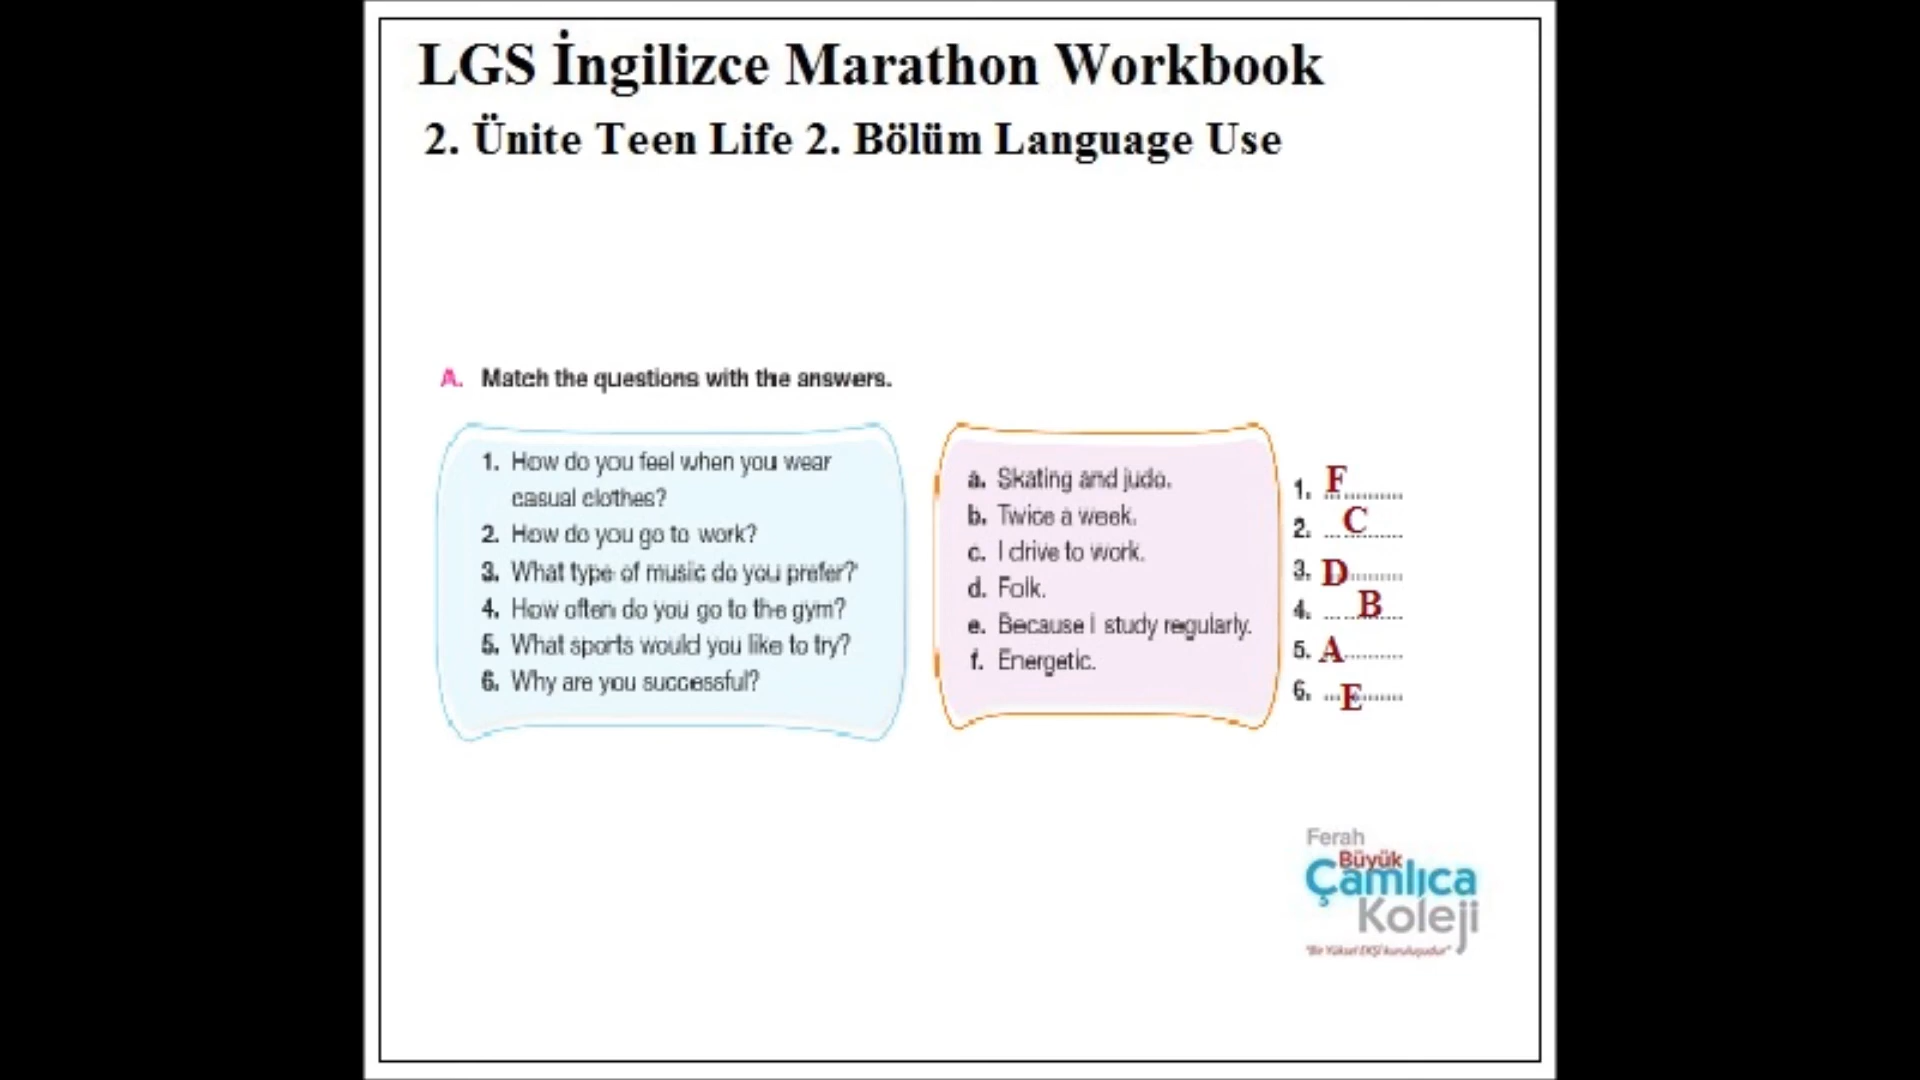 LGS İngilizce Marathon Workbook
2. Ünite Teen Life 2. Bölüm Language Use
A. Match the questions with the answers.
1. How do you feel when you wear
casual clothes?
2. How do you go to work?
3. What type of music do you prefer?
4. How often do you go to the gym?
5. What sports would you like to try?
6. Why are you successful?
a. Skating and judo.
b. Twice a week.
c. I drive to work.
d. Folk.
e. Because I study regularly.
f. Energetic.
1. F
2. C
3. D
4. B
5. A
6. E
Ferah
Büyük
Çamlıca
Koleji
"Bir Yüksel EKŞİ kuruluşudur"